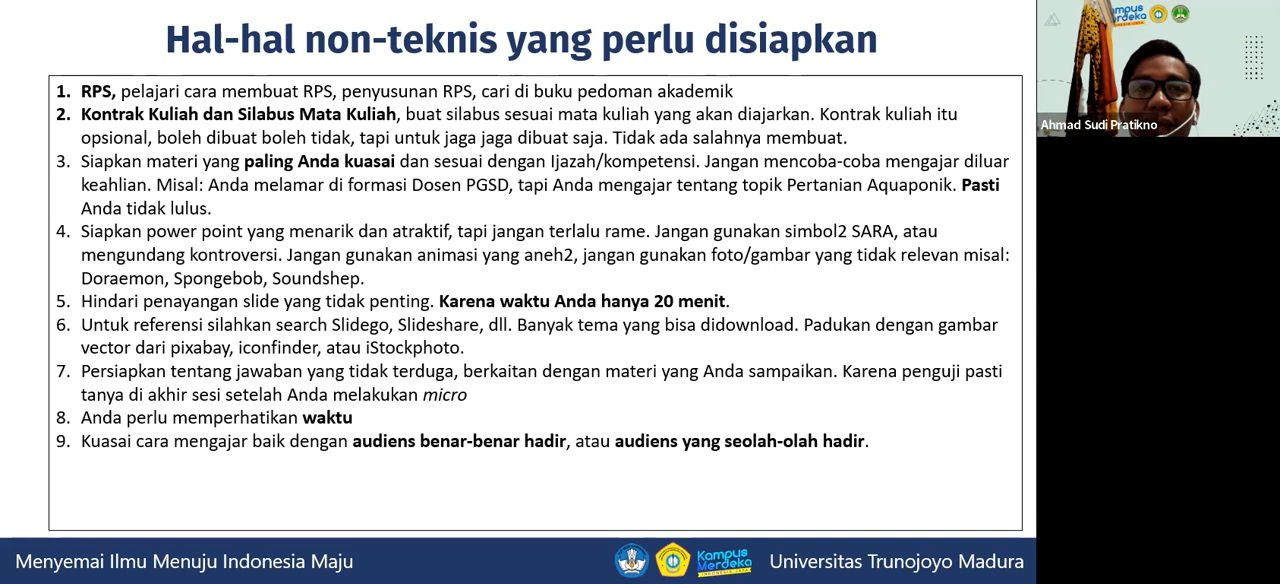 Hal-hal non-teknis yang perlu disiapkan
1. RPS, pelajari cara membuat RPS, penyusunan RPS, cari di buku pedoman akademik
2. Kontrak Kuliah dan Silabus Mata Kuliah, buat silabus sesuai mata kuliah yang akan diajarkan. Kontrak kuliah itu
opsional, boleh dibuat boleh tidak, tapi untuk jaga jaga dibuat saja. Tidak ada salahnya membuat.
3. Siapkan materi yang paling Anda kuasai dan sesuai dengan Ijazah/kompetensi. Jangan mencoba-coba mengajar diluar
keahlian. Misal: Anda melamar di formasi Dosen PGSD, tapi Anda mengajar tentang topik Pertanian Aquaponik. Pasti
Anda tidak lulus.
4. Siapkan power point yang menarik dan atraktif, tapi jangan terlalu rame. Jangan gunakan simbol2 SARA, atau
mengundang kontroversi. Jangan gunakan animasi yang aneh2, jangan gunakan foto/gambar yang tidak relevan misal:
Doraemon, Spongebob, Soundshep.
5. Hindari penayangan slide yang tidak penting. Karena waktu Anda hanya 20 menit.
6. Untuk referensi silahkan search Slidego, Slideshare, dll. Banyak tema yang bisa didownload. Padukan dengan gambar
vector dari pixabay, iconfinder, atau iStockphoto.
7. Persiapkan tentang jawaban yang tidak terduga, berkaitan dengan materi yang Anda sampaikan. Karena penguji pasti
tanya di akhir sesi setelah Anda melakukan micro
8. Anda perlu memperhatikan waktu
9. Kuasai cara mengajar baik dengan audiens benar-benar hadir, atau audiens yang seolah-olah hadir.
Menyemai Ilmu Menuju Indonesia Maju
Kampus
Merdeka
INDONESIA JAYA
Universitas Trunojoyo Madura
Ahmad Sudi Pratikno